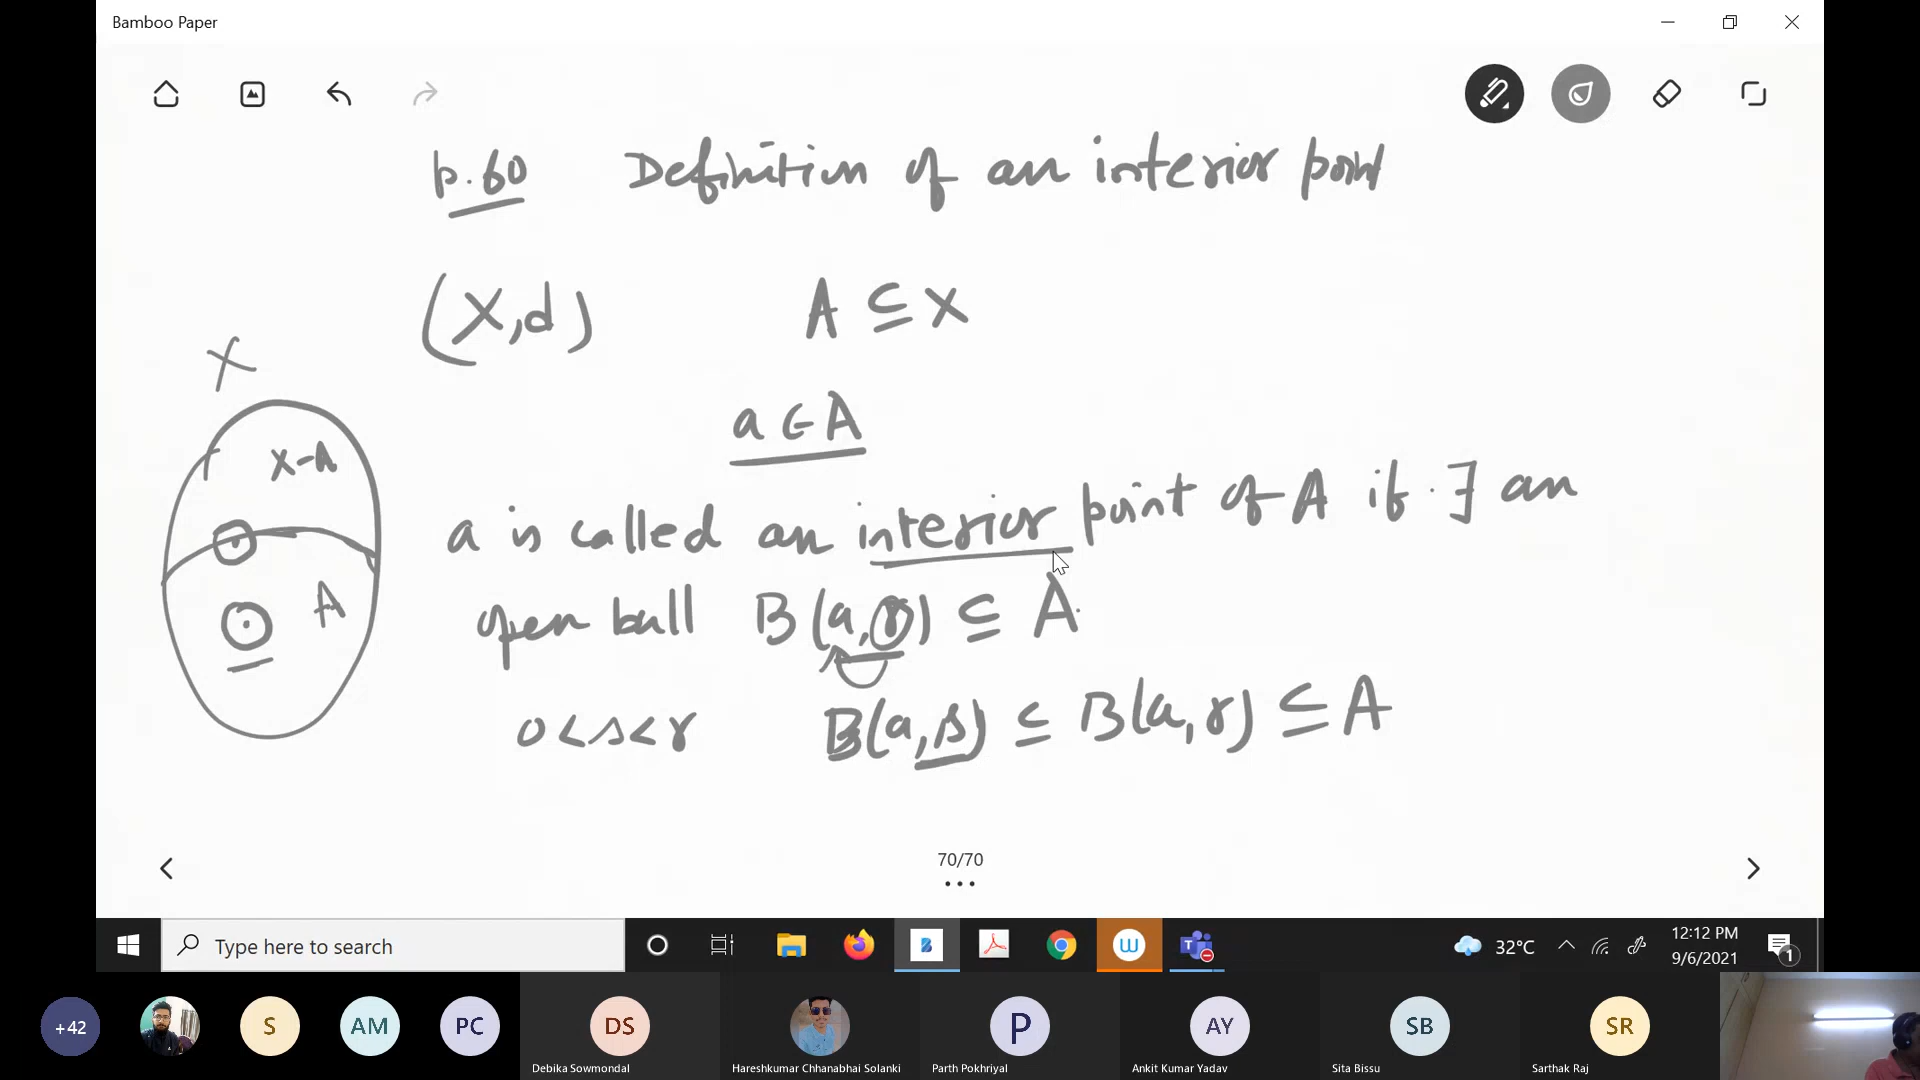 Bamboo Paper
p.60 Definition of an interior point
(X,d) A ⊆ X
X
a ∈ A
X-A
a is called an interior point of A if ∃ an
A
open ball B(a,r) ⊆ A.
0<s<r B(a,s) ⊆ B(a,r) ⊆ A
70/70
Type here to search
B
W
32°C
12:12 PM
9/6/2021
1
+42
S
AM
PC
DS
P
AY
SB
SR
Debika Sowmondal
Hareshkumar Chhanabhai Solanki
Parth Pokhriyal
Ankit Kumar Yadav
Sita Bissu
Sarthak Raj